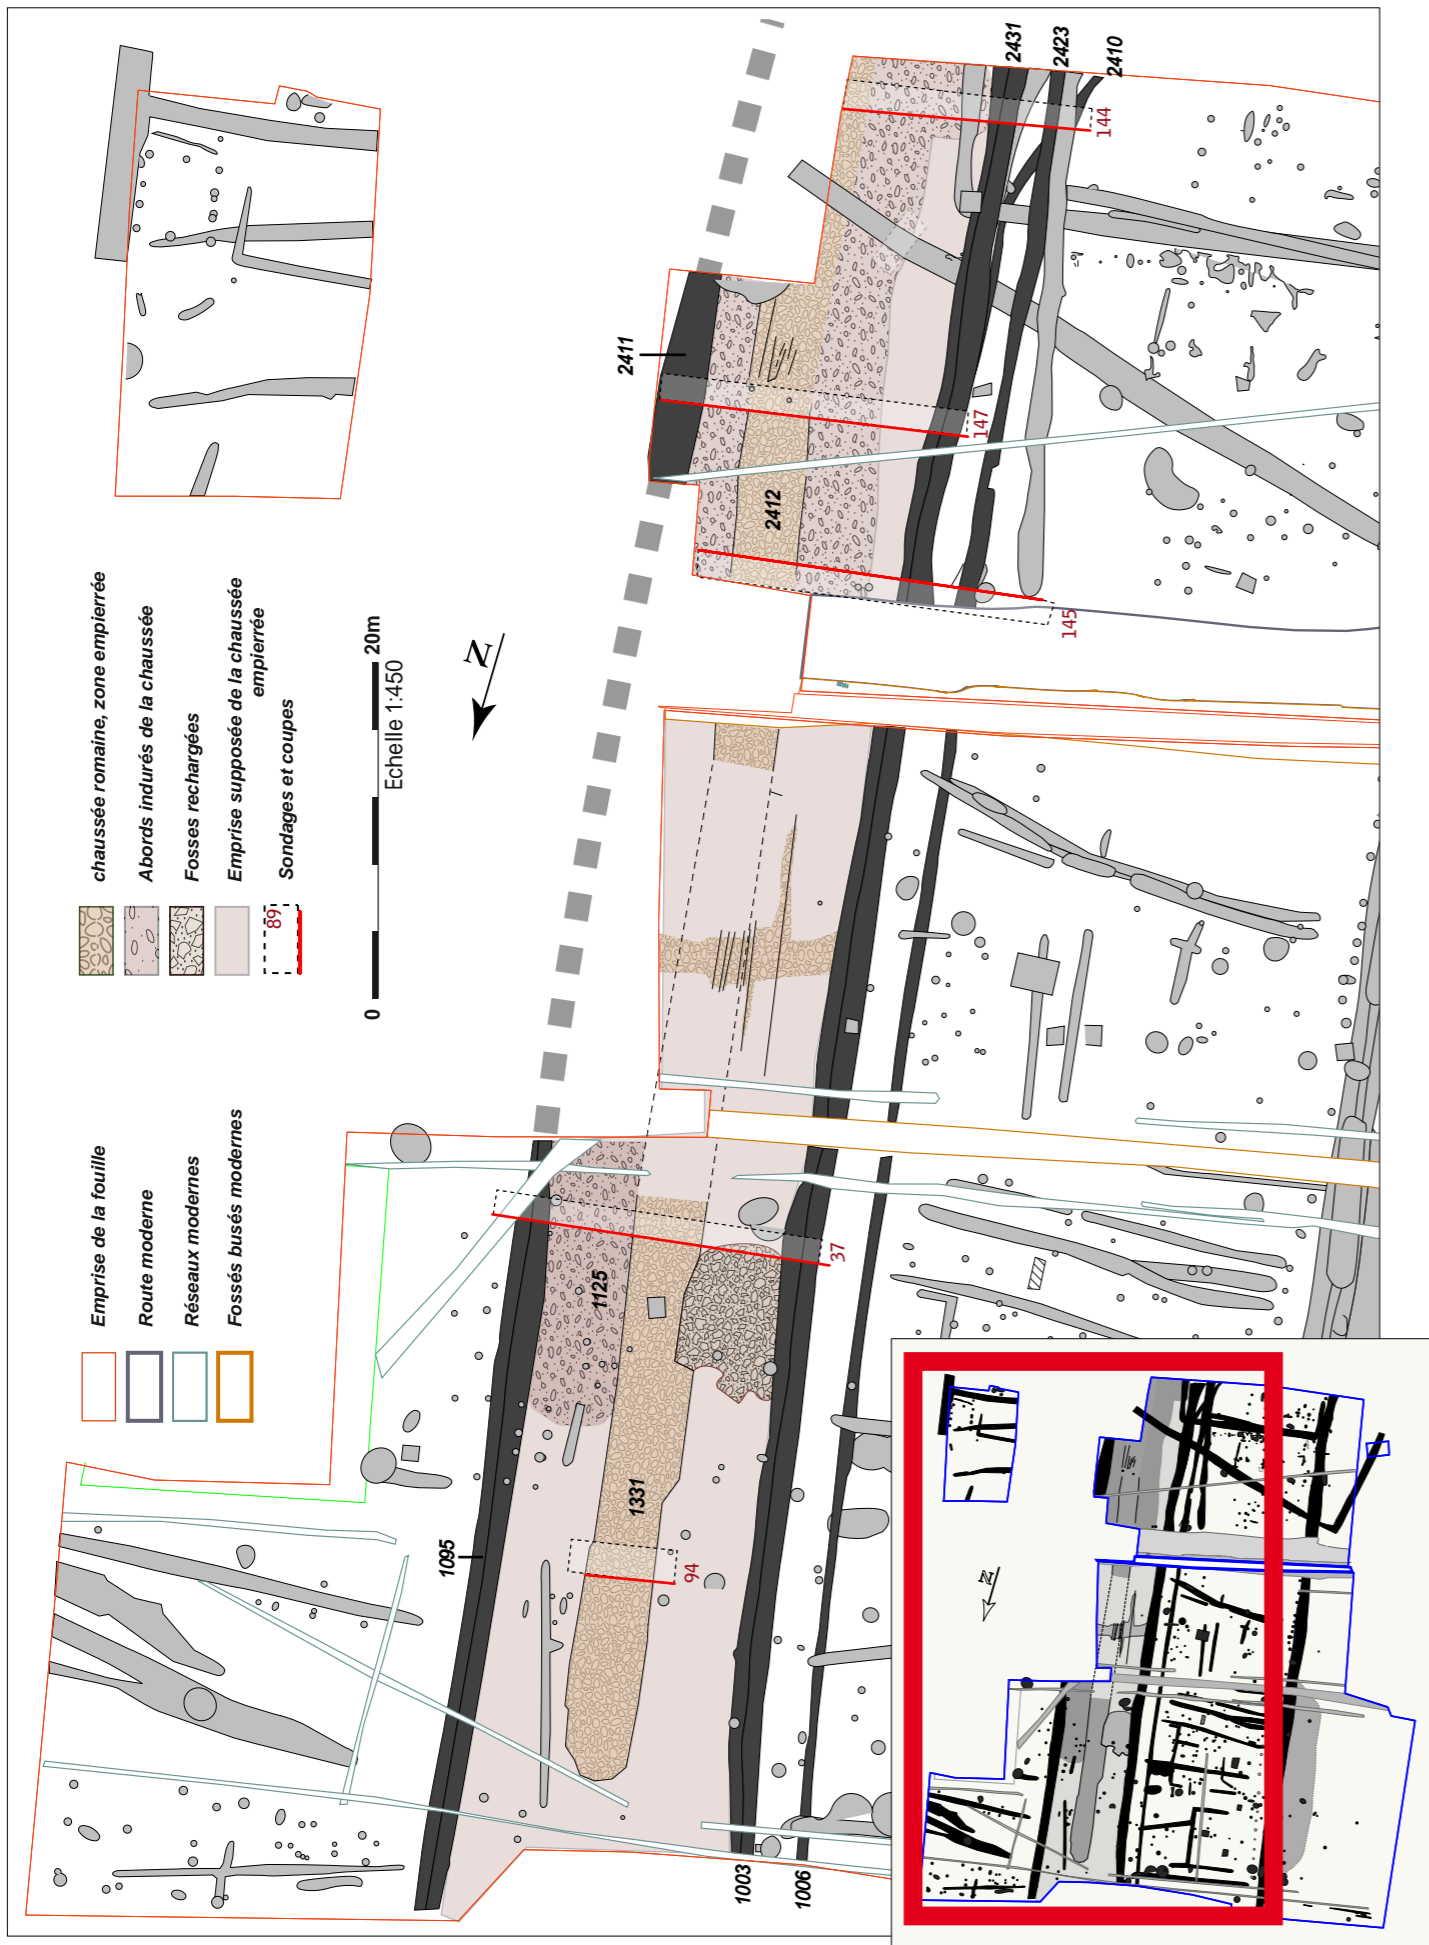 chaussée romaine, zone empierrée
Abords indurés de la chaussée
Fosses rechargées
Emprise supposée de la chaussée
empierrée
Sondages et coupes
89
Emprise de la fouille
Route moderne
Réseaux modernes
Fossés busés modernes
0
20m
Echelle 1:450
N
2431
2423
2410
144
2411
147
2412
145
1125
37
1331
1095
94
1003
1006
N